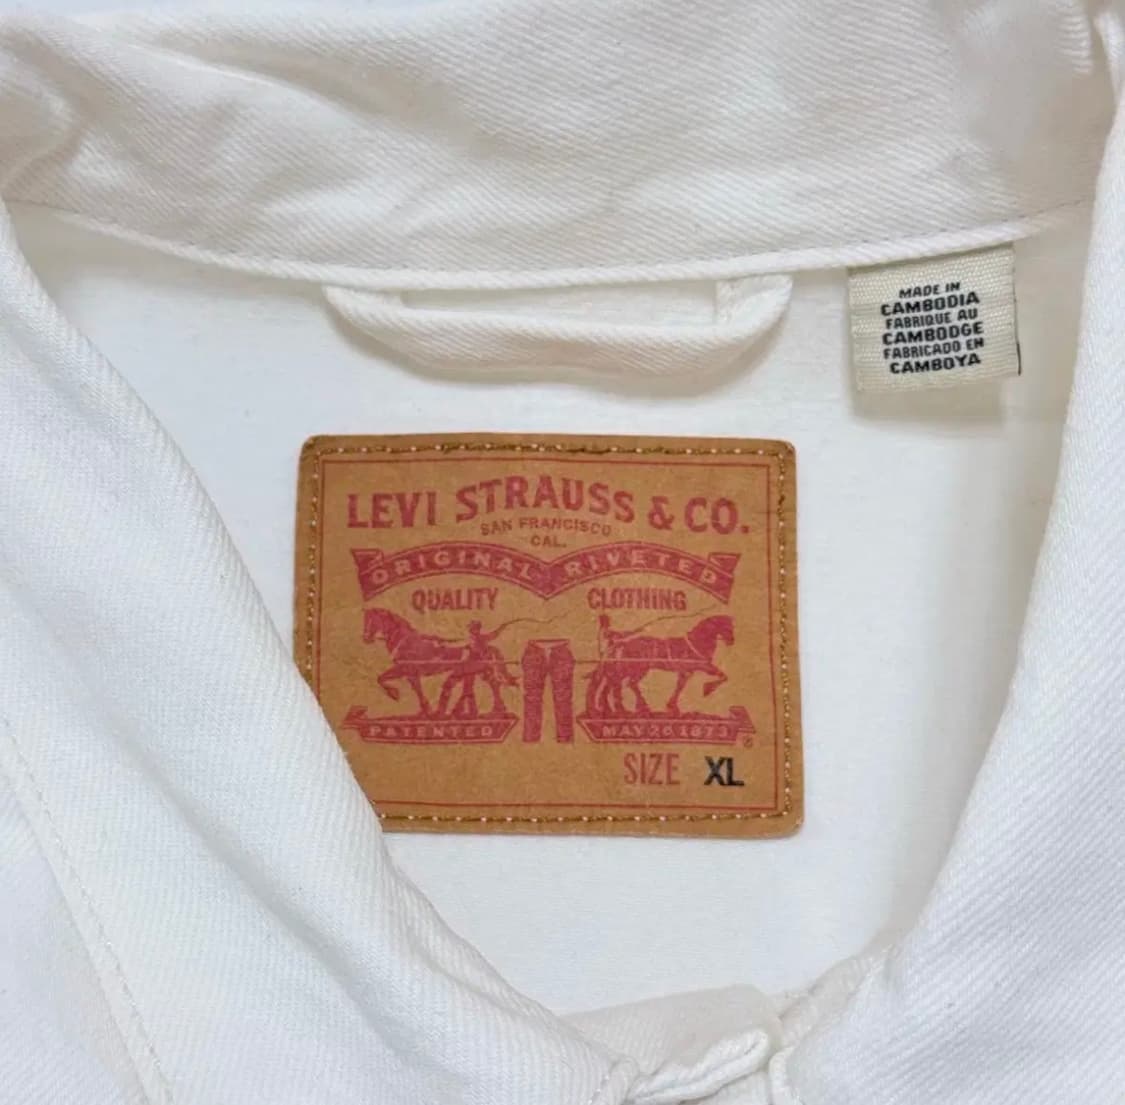 MADE IN
CAMBODIA
FABRIQUE AU
CAMBODGE
FABRICADO EN
CAMBOYA
LEVI STRAUSS & CO.
SAN FRANCISCO
CAL.
ORIGINAL RIVETED
QUALITY CLOTHING
PATENTED MAY 20 1873 ®
SIZE XL